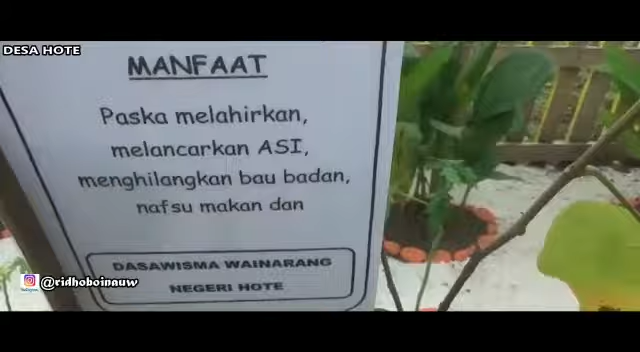 DESA HOTE
MANFAAT
Paska melahirkan,
melancarkan ASI,
menghilangkan bau badan,
nafsu makan dan
DASAWISMA WAINARANG
NEGERI HOTE
@ridhoboinauw